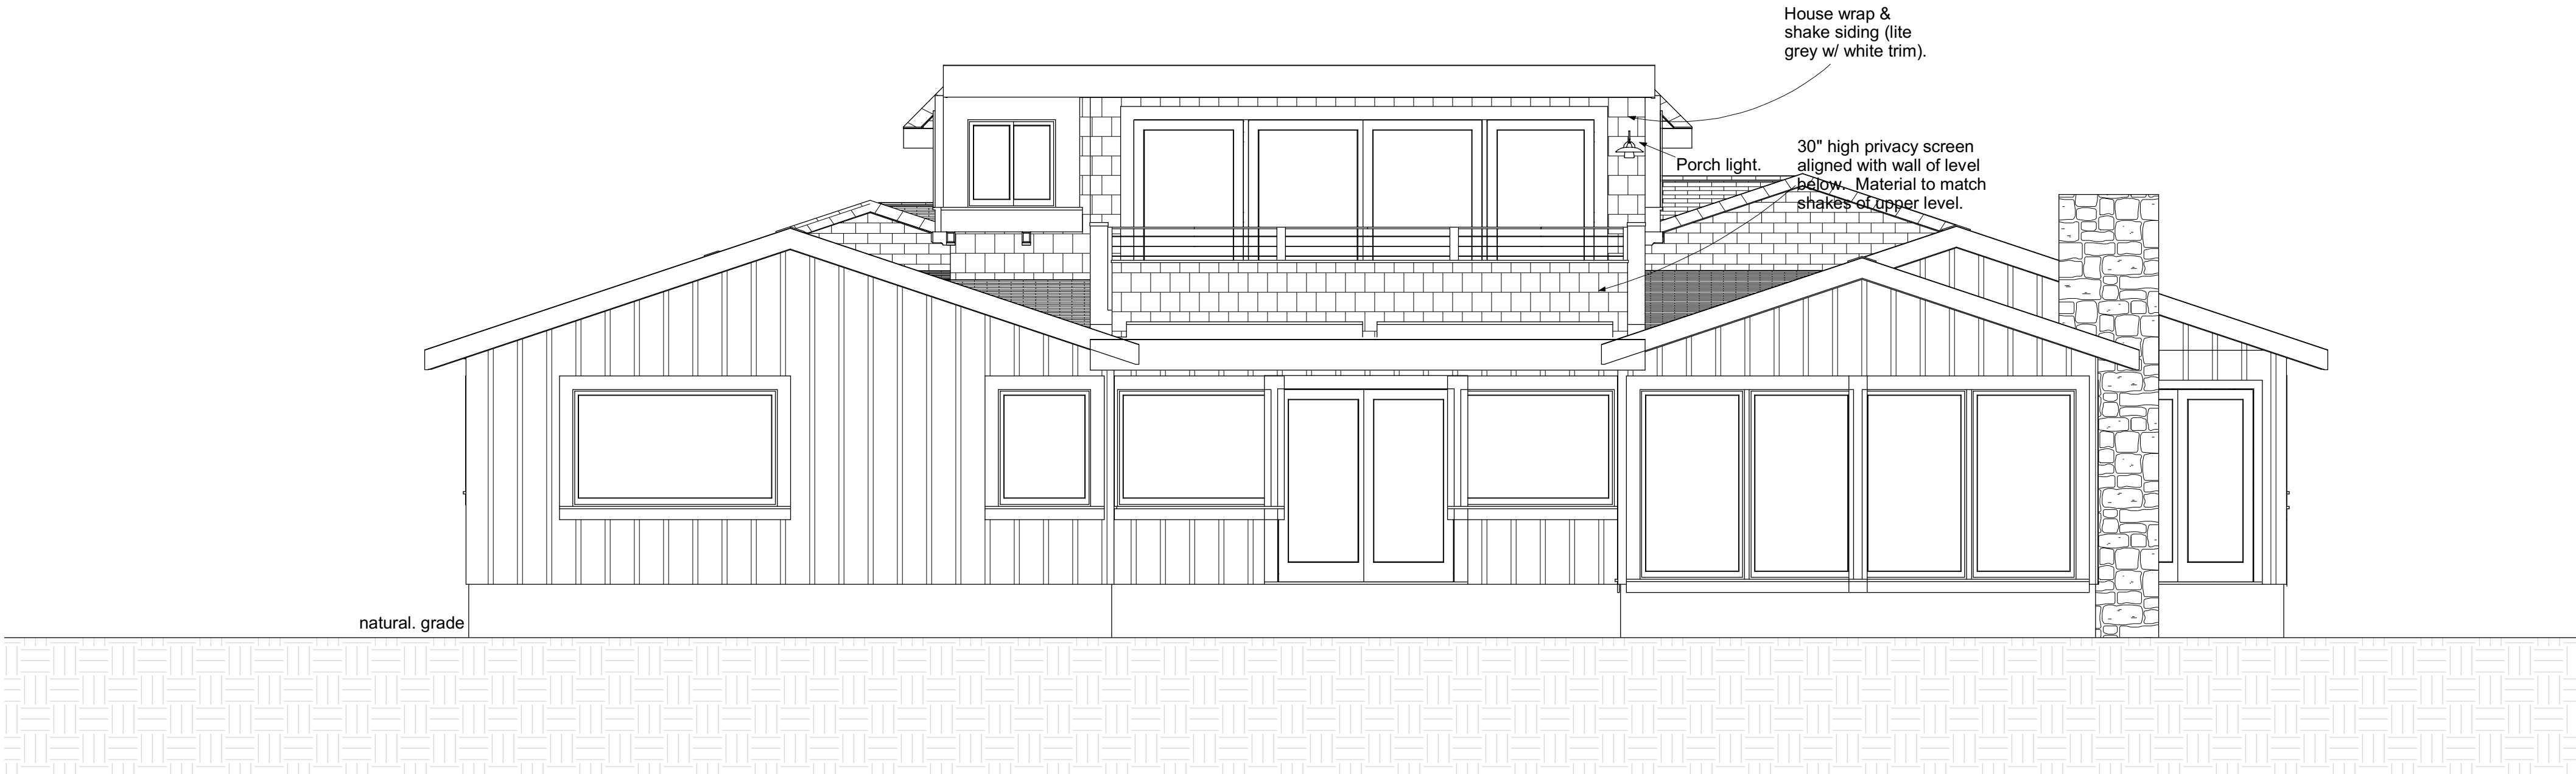 House wrap &
shake siding (lite
grey w/ white trim).
30" high privacy screen
aligned with wall of level
below.  Material to match
shakes of upper level.
Porch light.
natural. grade